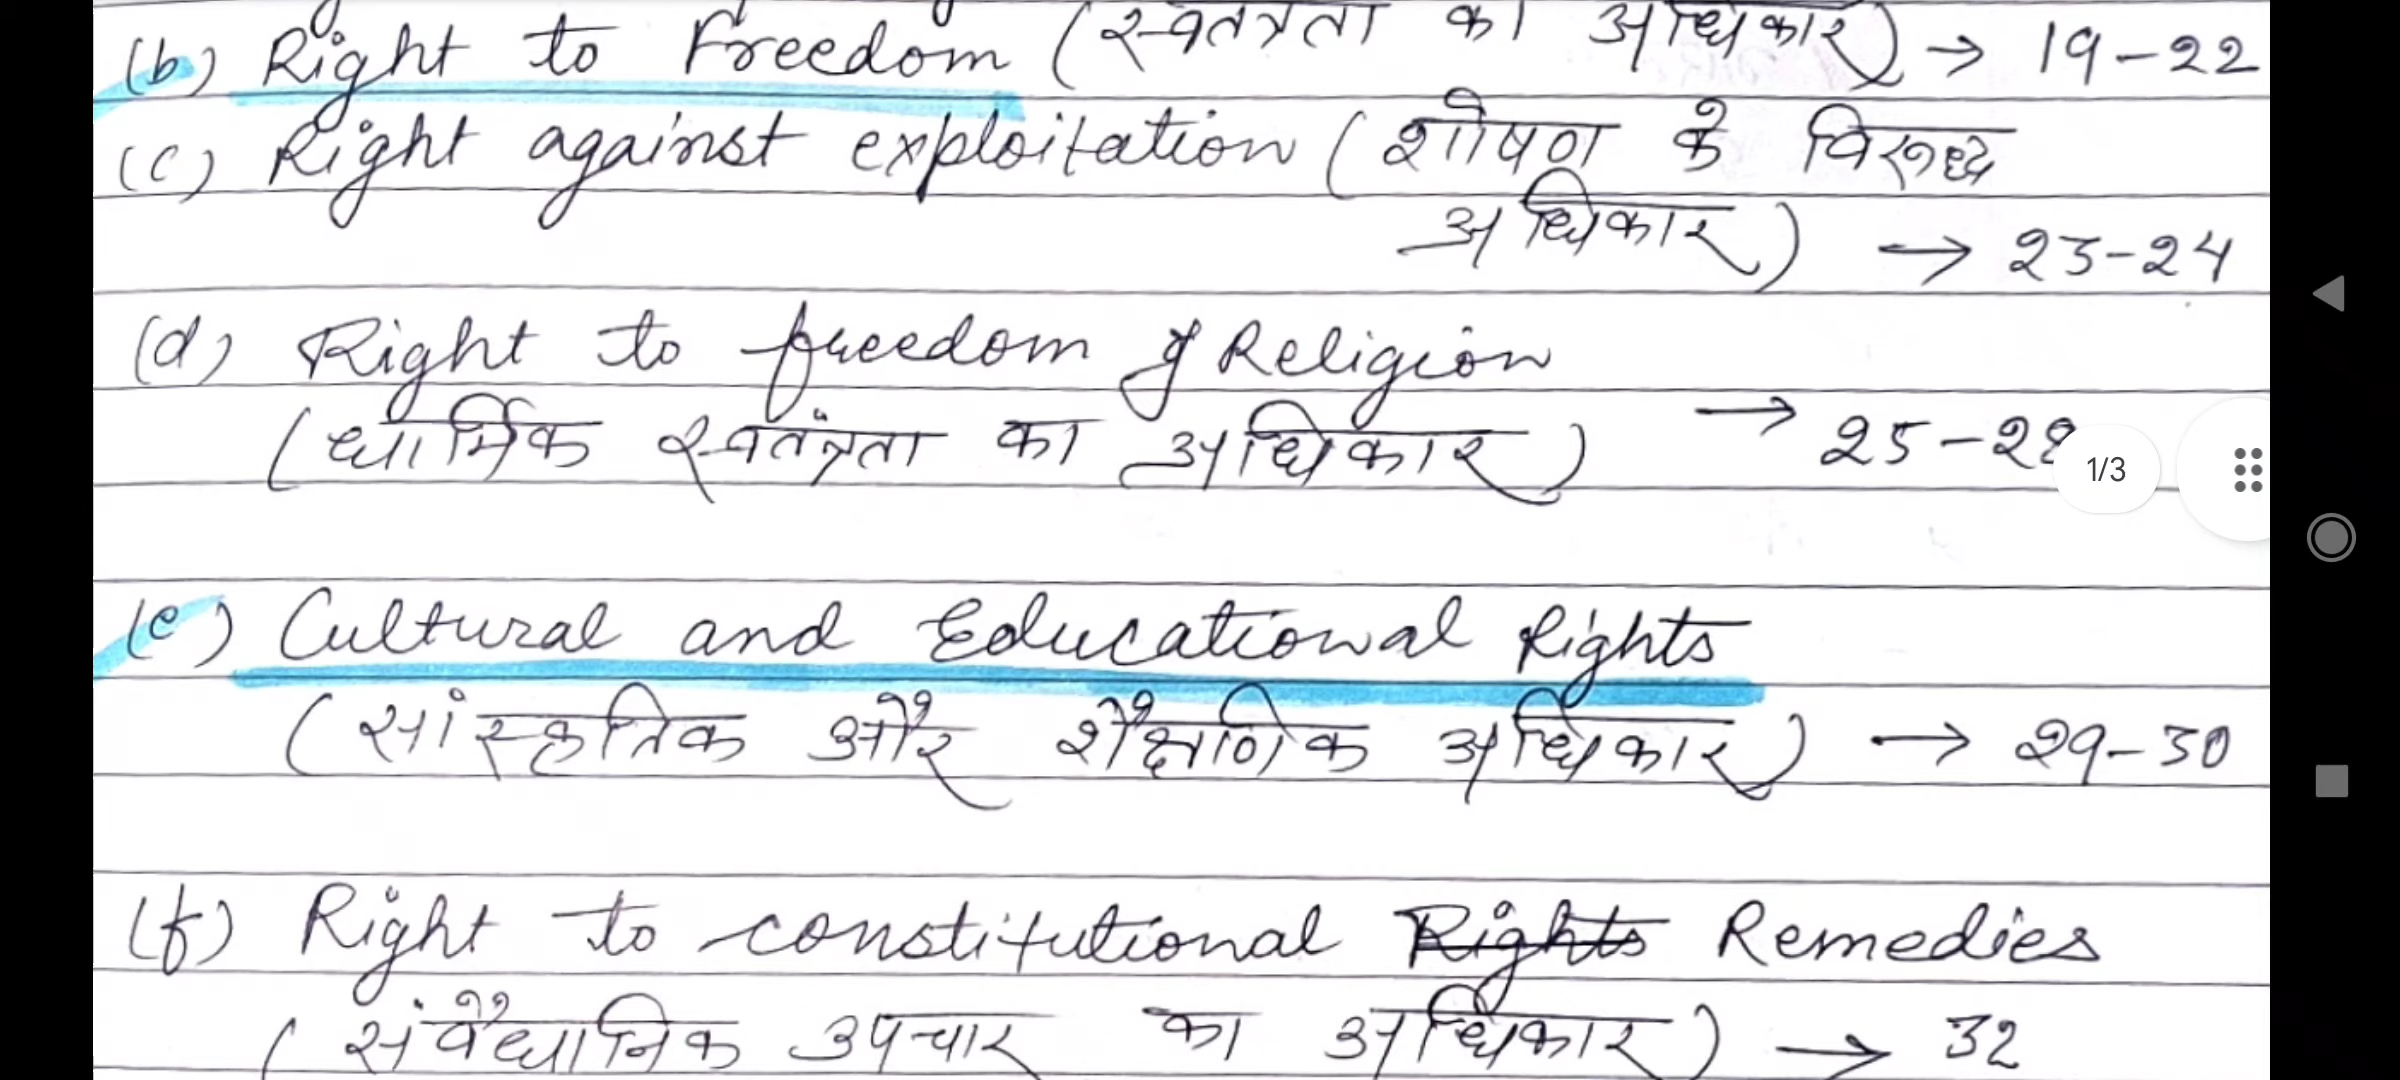 (b) Right to Freedom (स्वतंत्रता का अधिकार) → 19-22
(c) Right against exploitation (शोषण के विरुध्द
अधिकार) → 23-24
(d) Right to freedom of Religion
(धार्मिक स्वतंत्रता का अधिकार) → 25-28
1/3
(e) Cultural and Educational Rights
(सांस्कृतिक और शैक्षणिक अधिकार) → 29-30
(f) Right to constitutional Rights Remedies
(संवैधानिक उपचार का अधिकार) → 32